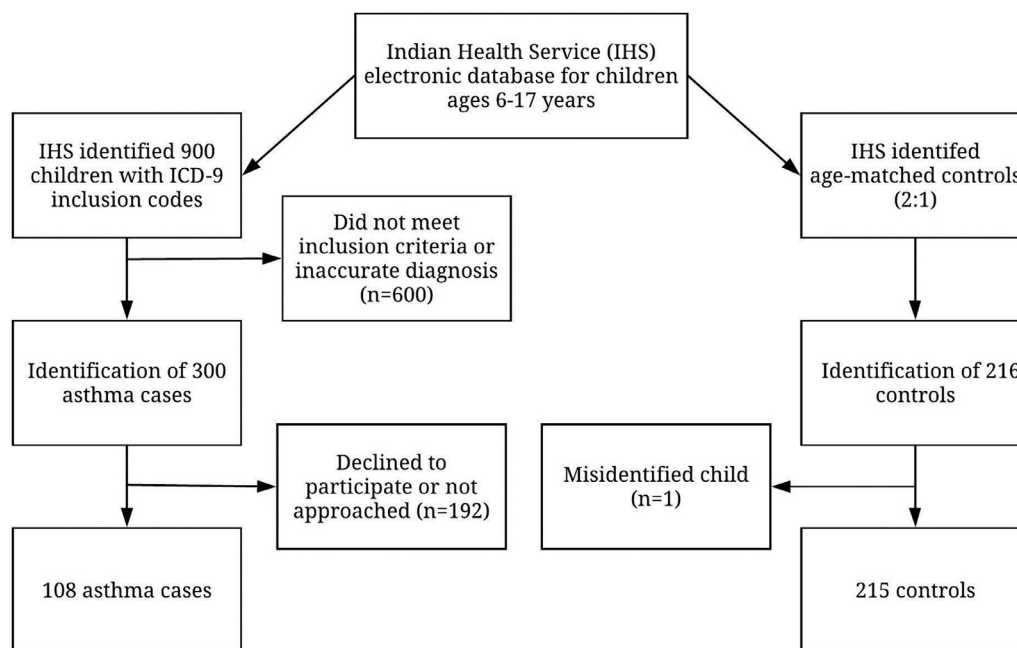 Indian Health Service (IHS)
electronic database for children
ages 6-17 years
IHS identified 900
children with ICD-9
inclusion codes
IHS identifed
age-matched controls
(2:1)
Did not meet
inclusion criteria or
inaccurate diagnosis
(n=600)
Identification of 300
asthma cases
Identification of 216
controls
Declined to
participate or not
approached (n=192)
Misidentified child
(n=1)
108 asthma cases
215 controls